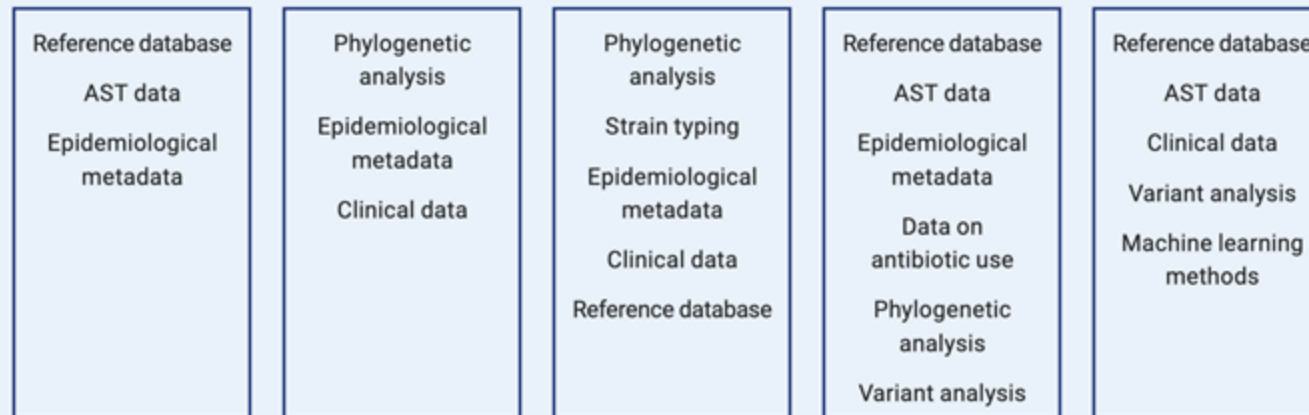 Reference database
AST data
Epidemiological
metadata
Phylogenetic
analysis
Epidemiological
metadata
Clinical data
Phylogenetic
analysis
Strain typing
Epidemiological
metadata
Clinical data
Reference database
Reference database
AST data
Epidemiological
metadata
Data on
antibiotic use
Phylogenetic
analysis
Variant analysis
Reference database
AST data
Clinical data
Variant analysis
Machine learning
methods